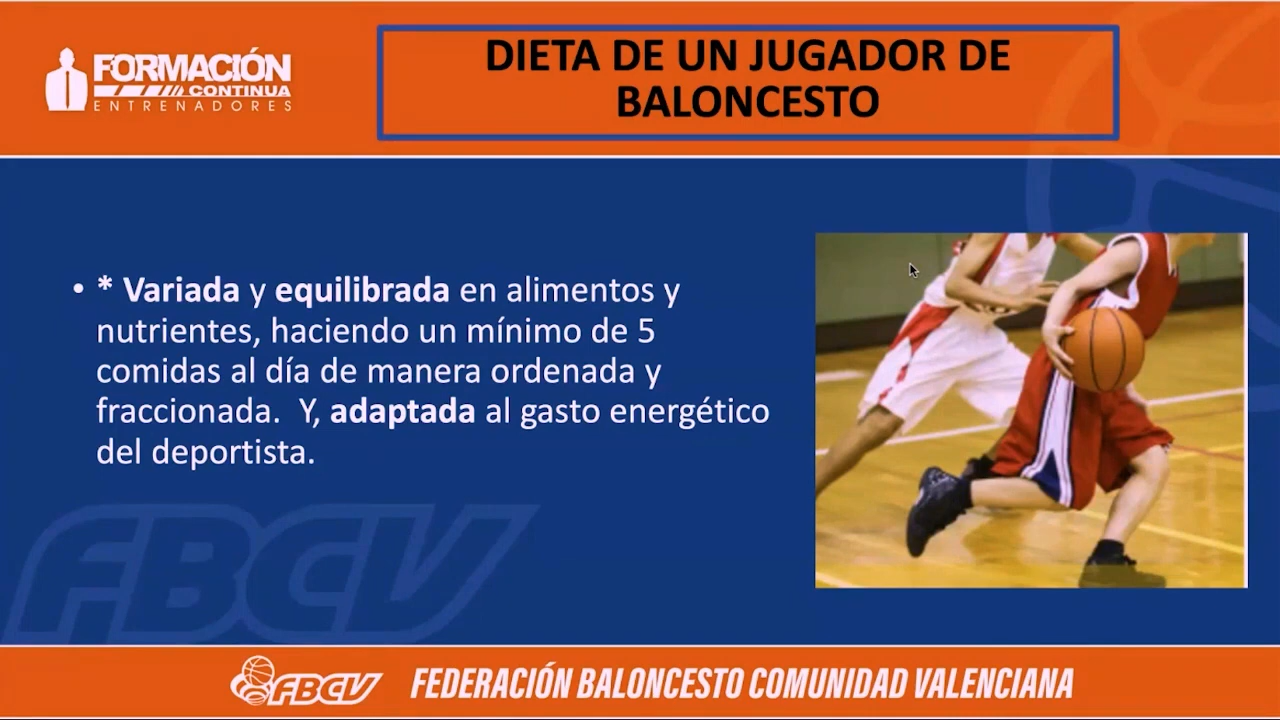 FORMACIÓN
CONTINUA
ENTRENADORES
DIETA DE UN JUGADOR DE
BALONCESTO
• * Variada y equilibrada en alimentos y
nutrientes, haciendo un mínimo de 5
comidas al día de manera ordenada y
fraccionada.  Y, adaptada al gasto energético
del deportista.
FBCV
FBCV FEDERACIÓN BALONCESTO COMUNIDAD VALENCIANA